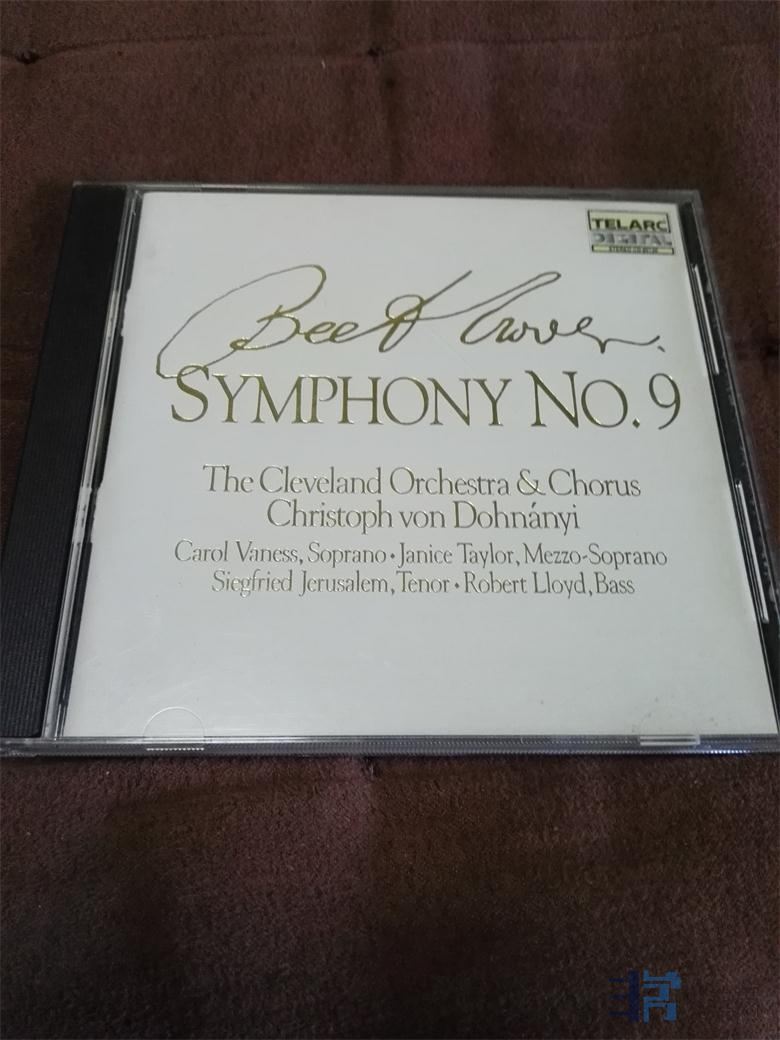 TELARC
DIGITAL
Beethoven.
SYMPHONY NO. 9
The Cleveland Orchestra & Chorus
Christoph von Dohnányi
Carol Vaness, Soprano • Janice Taylor, Mezzo-Soprano
Siegfried Jerusalem, Tenor • Robert Lloyd, Bass